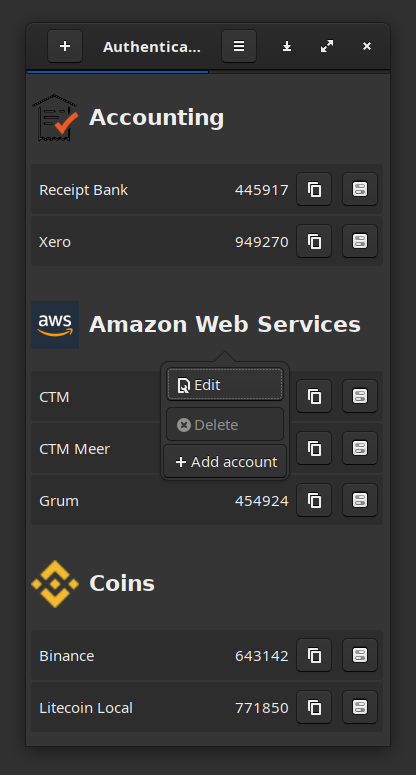 Authentica...
Accounting
Receipt Bank 445917
Xero 949270
aws Amazon Web Services
Edit
CTM
Delete
CTM Meer
Add account
Grum 454924
Coins
Binance 643142
Litecoin Local 771850